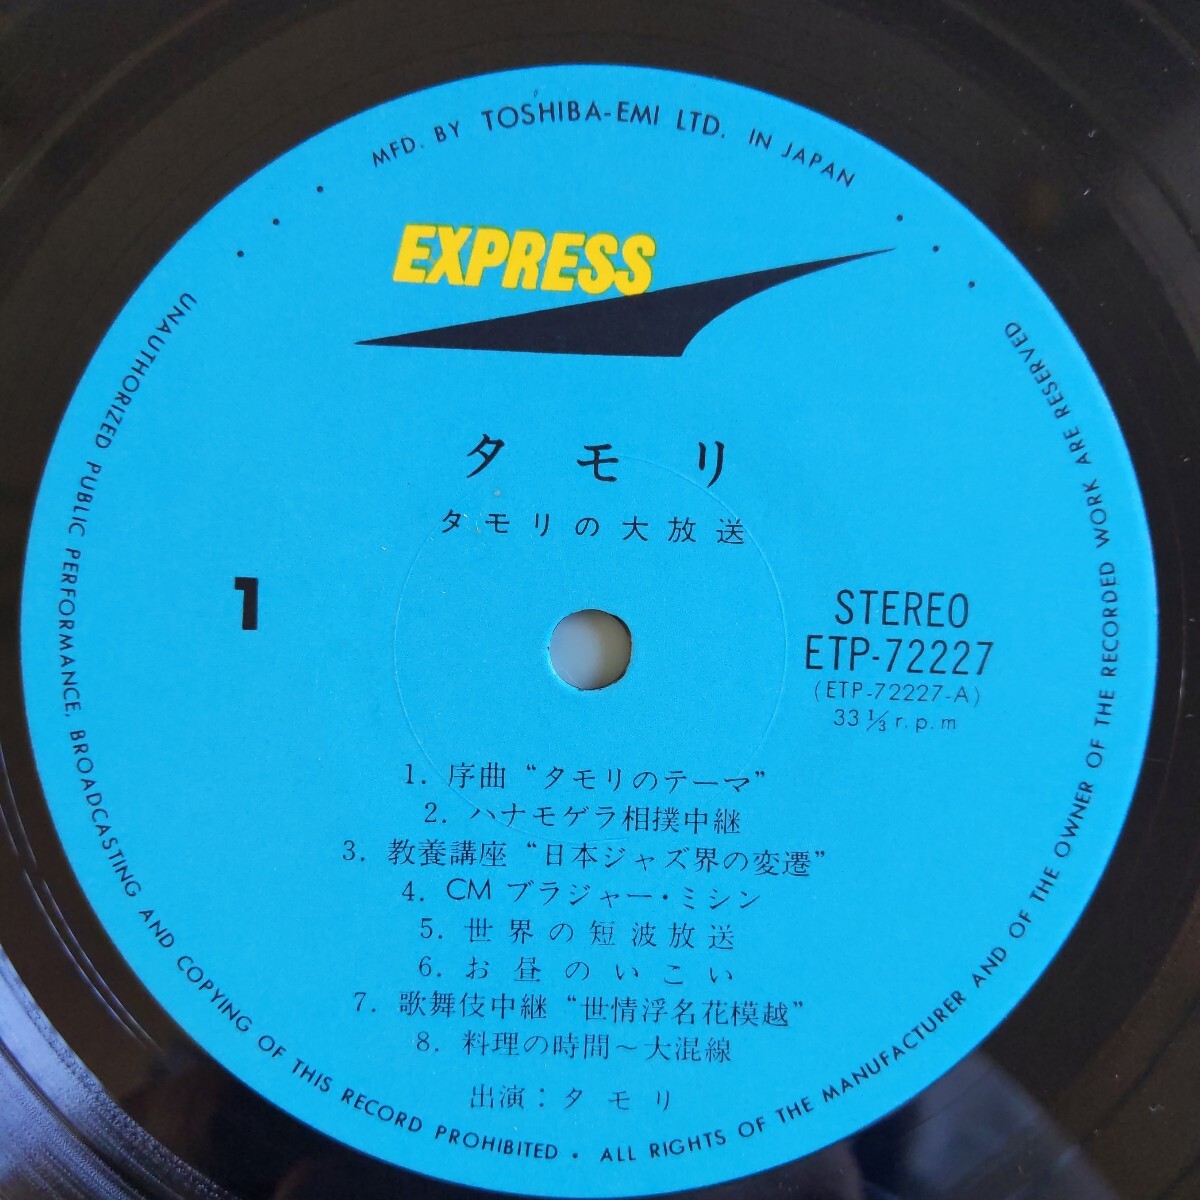 MFD. BY TOSHIBA-EMI LTD. IN JAPAN
EXPRESS
タモリ
タモリの大放送
1
STEREO
ETP-72227
(ETP-72227-A)
33 1/3 r.p.m
1. 序曲 “タモリのテーマ”
2. ハナモゲラ相撲中継
3. 教養講座 “日本ジャズ界の変遷”
4. CM ブラジャー・ミシン
5. 世界の短波放送
6. お昼のいこい
7. 歌舞伎中継 “世情浮名花模越”
8. 料理の時間～大混線
出演：タモリ
UNAUTHORIZED PUBLIC PERFORMANCE, BROADCASTING AND COPYING OF THIS RECORD PROHIBITED • ALL RIGHTS OF THE MANUFACTURER AND OF THE OWNER OF THE RECORDED WORK ARE RESERVED